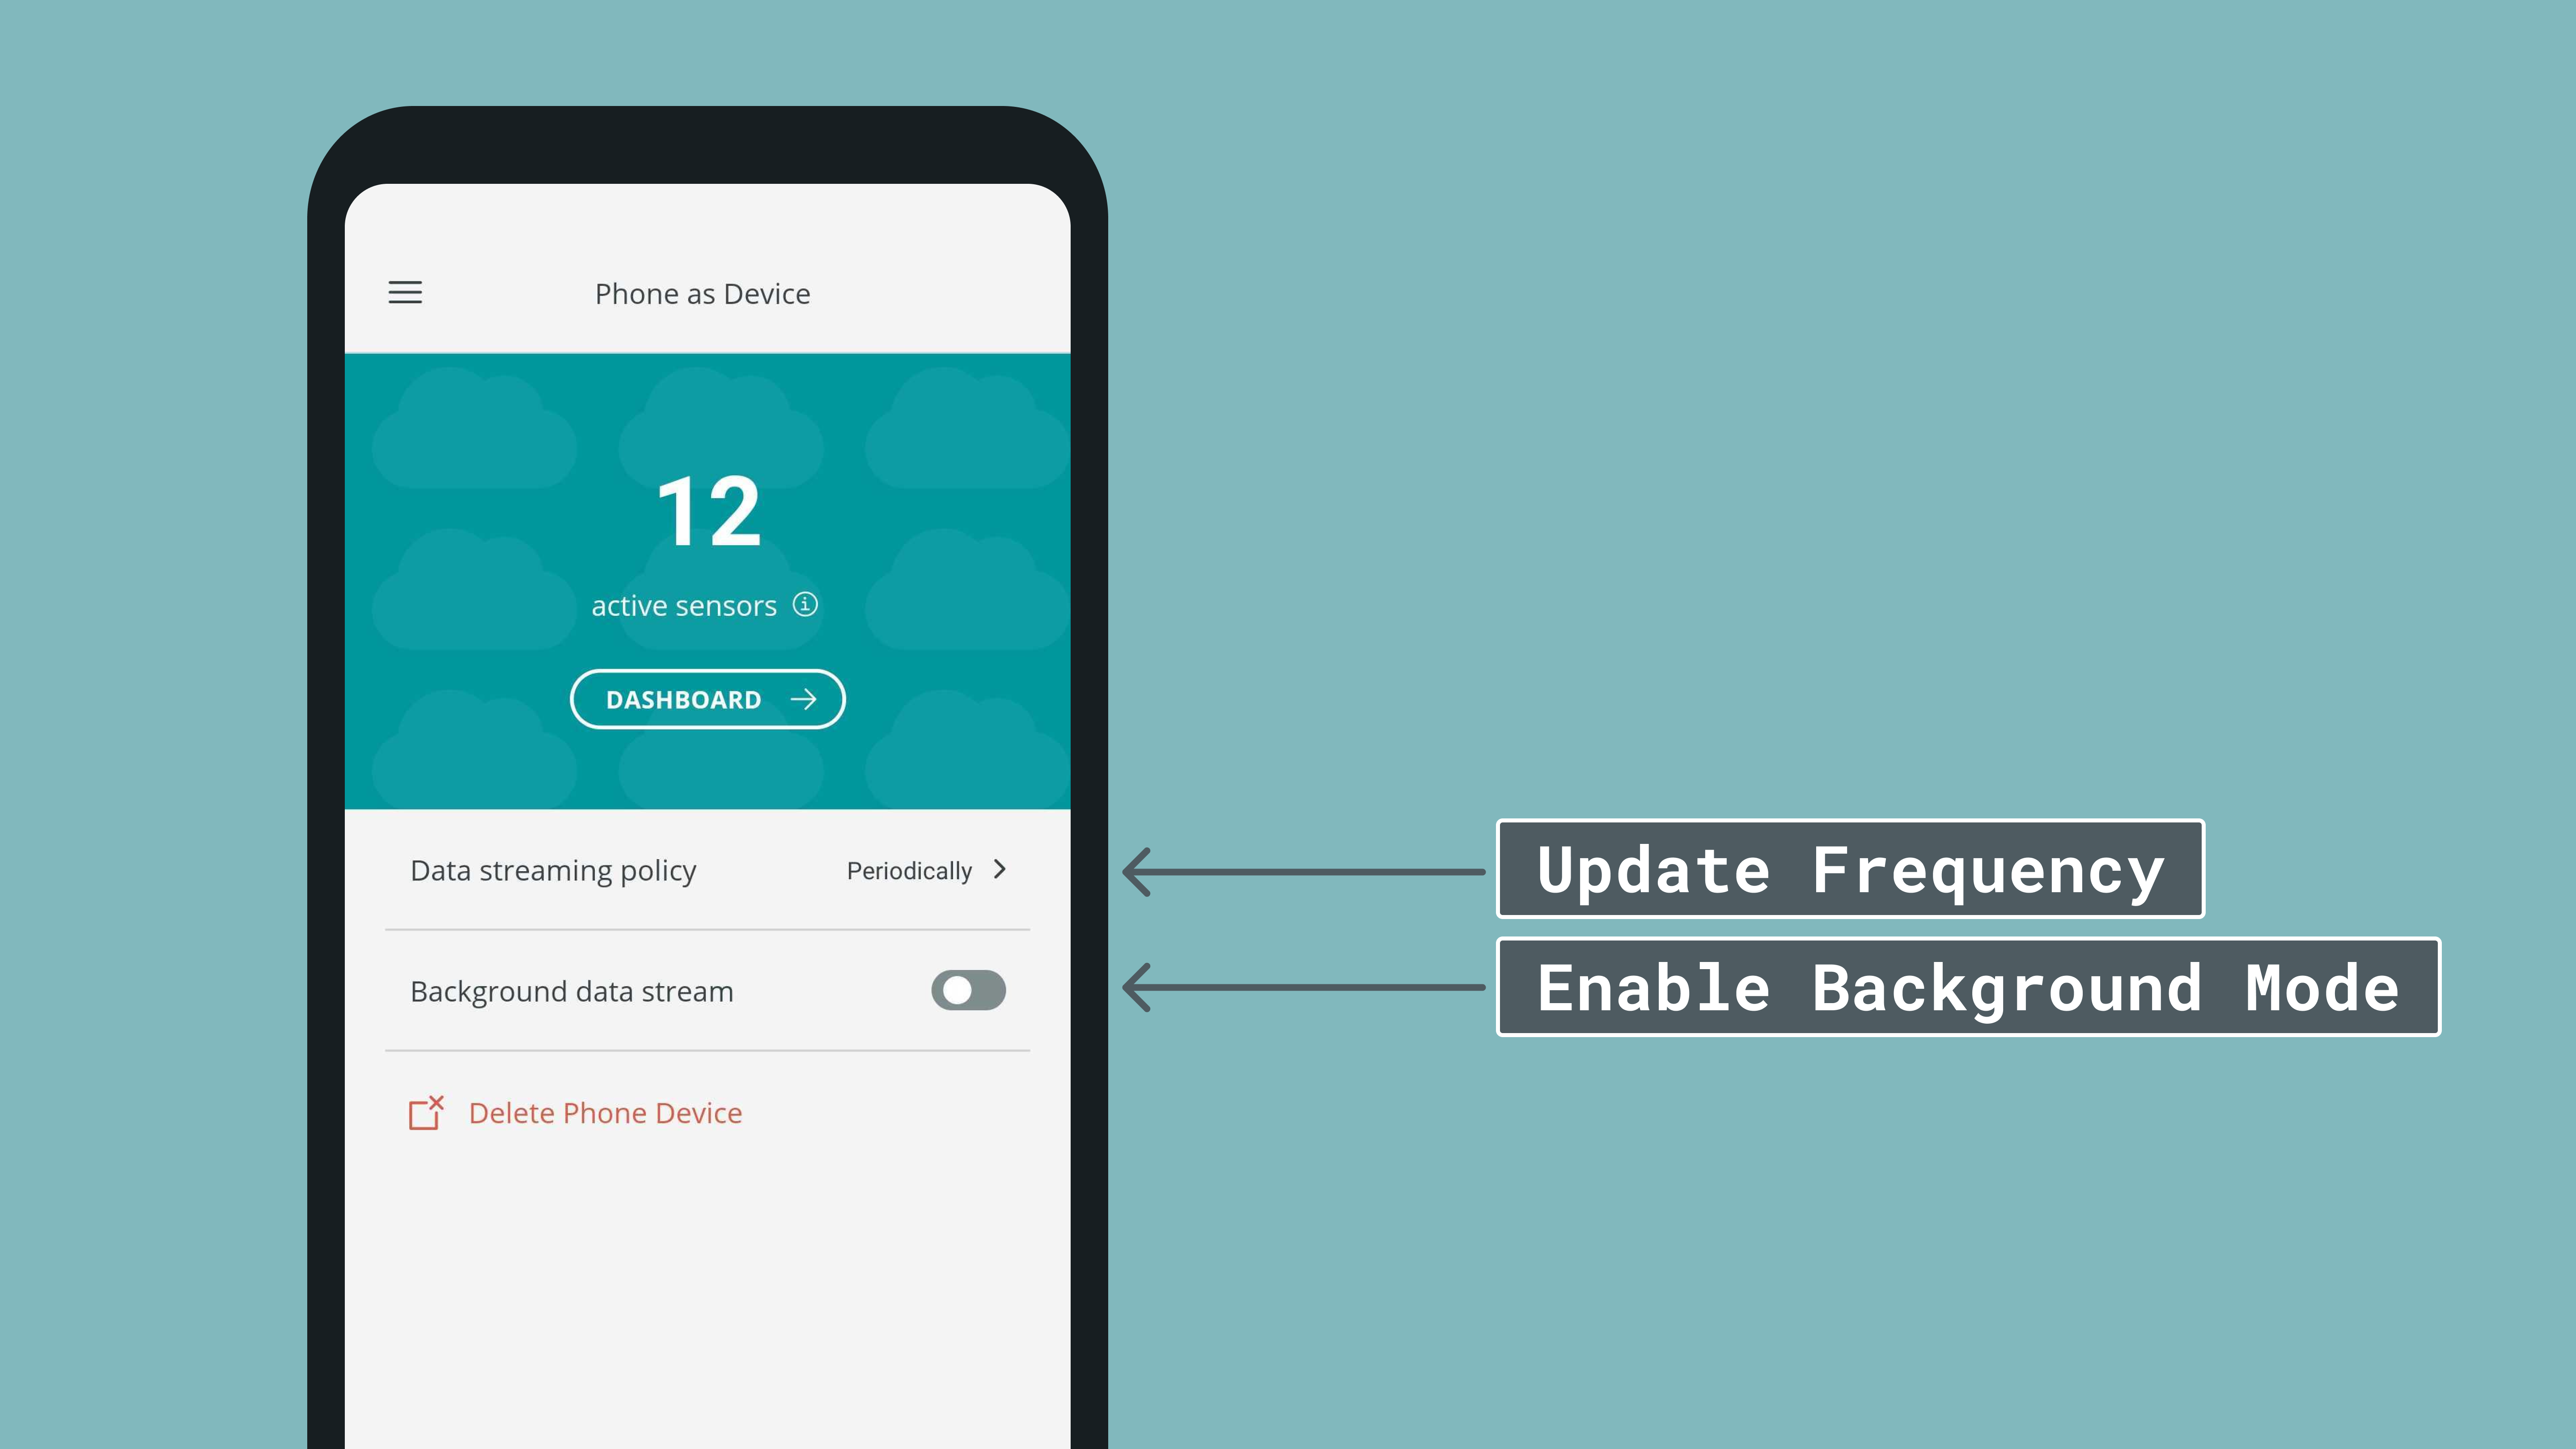 Phone as Device
12
active sensors
DASHBOARD
Data streaming policy Periodically
Update Frequency
Background data stream
Enable Background Mode
Delete Phone Device